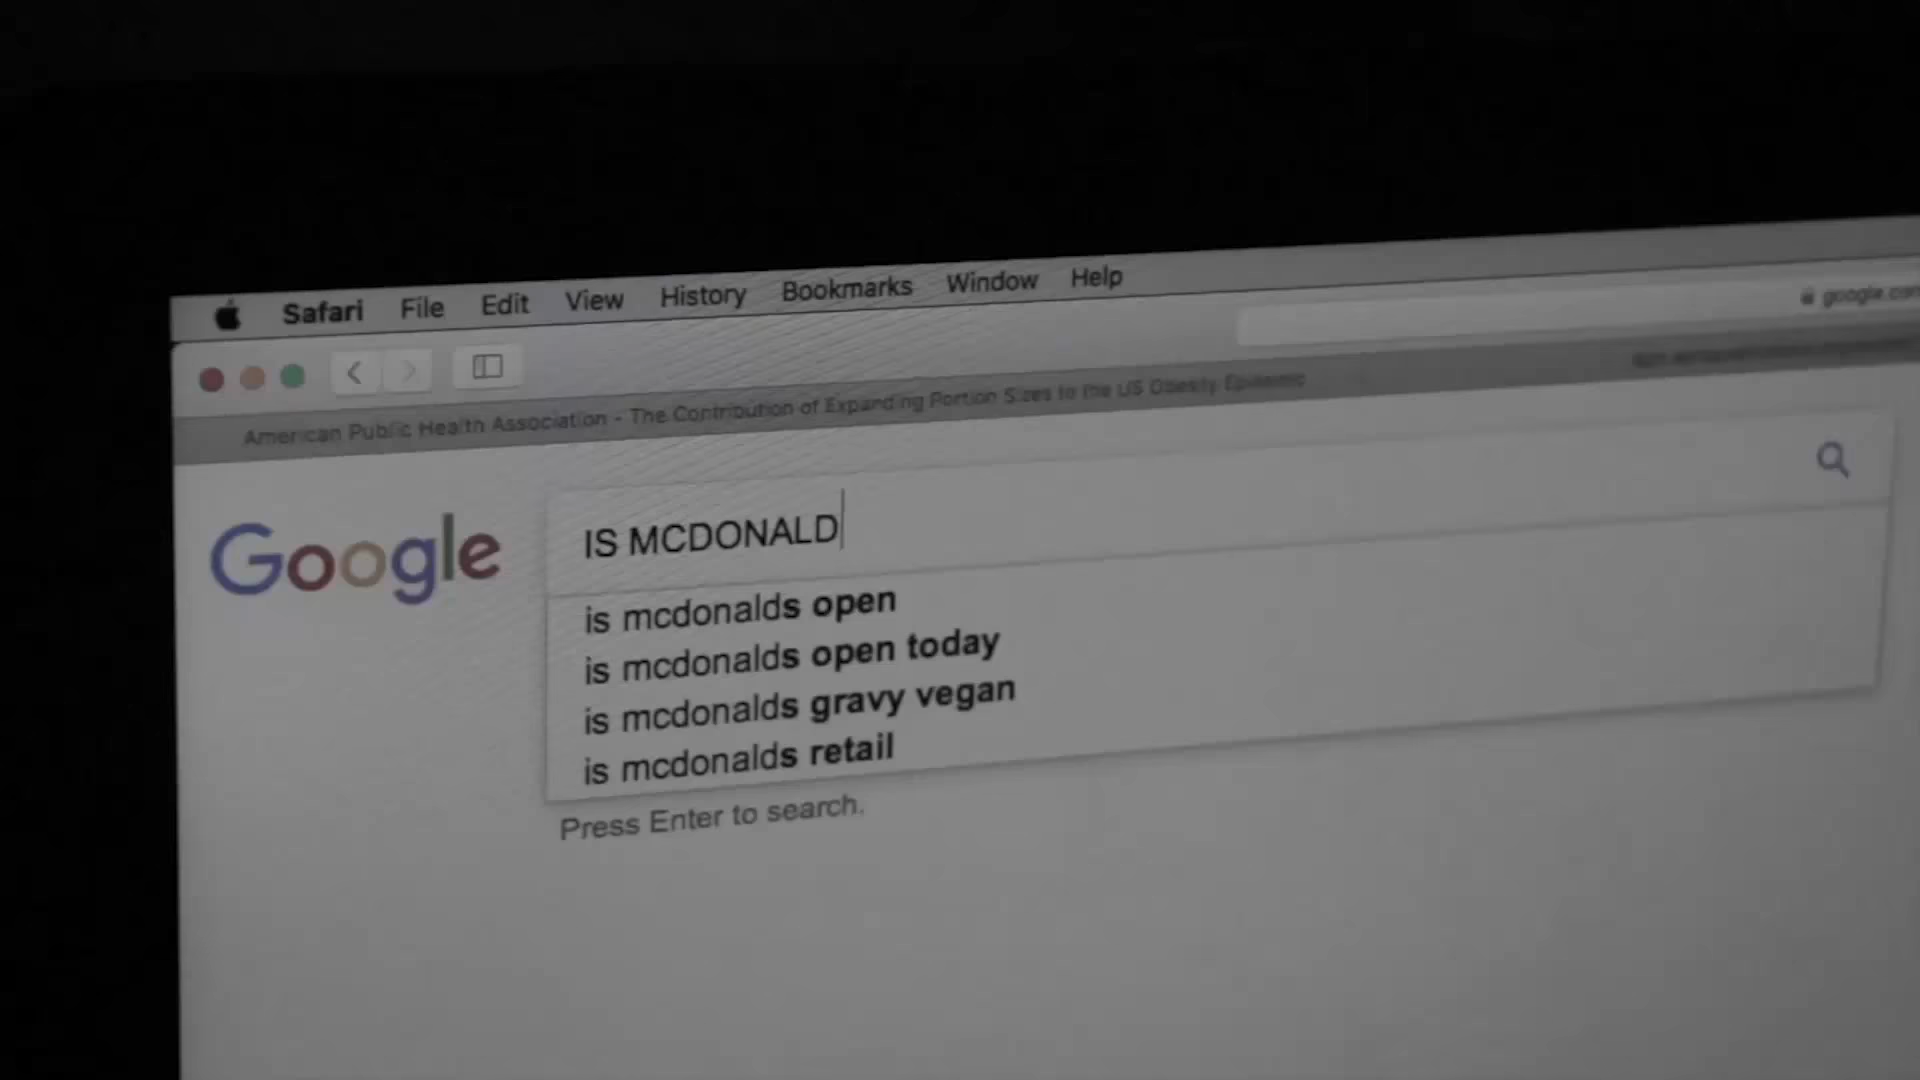 Safari File Edit View History Bookmarks Window Help
google.com
American Public Health Association - The Contribution of Expanding Portion Sizes to the US Obesity Epidemic
Google
IS MCDONALD
is mcdonalds open
is mcdonalds open today
is mcdonalds gravy vegan
is mcdonalds retail
Press Enter to search.